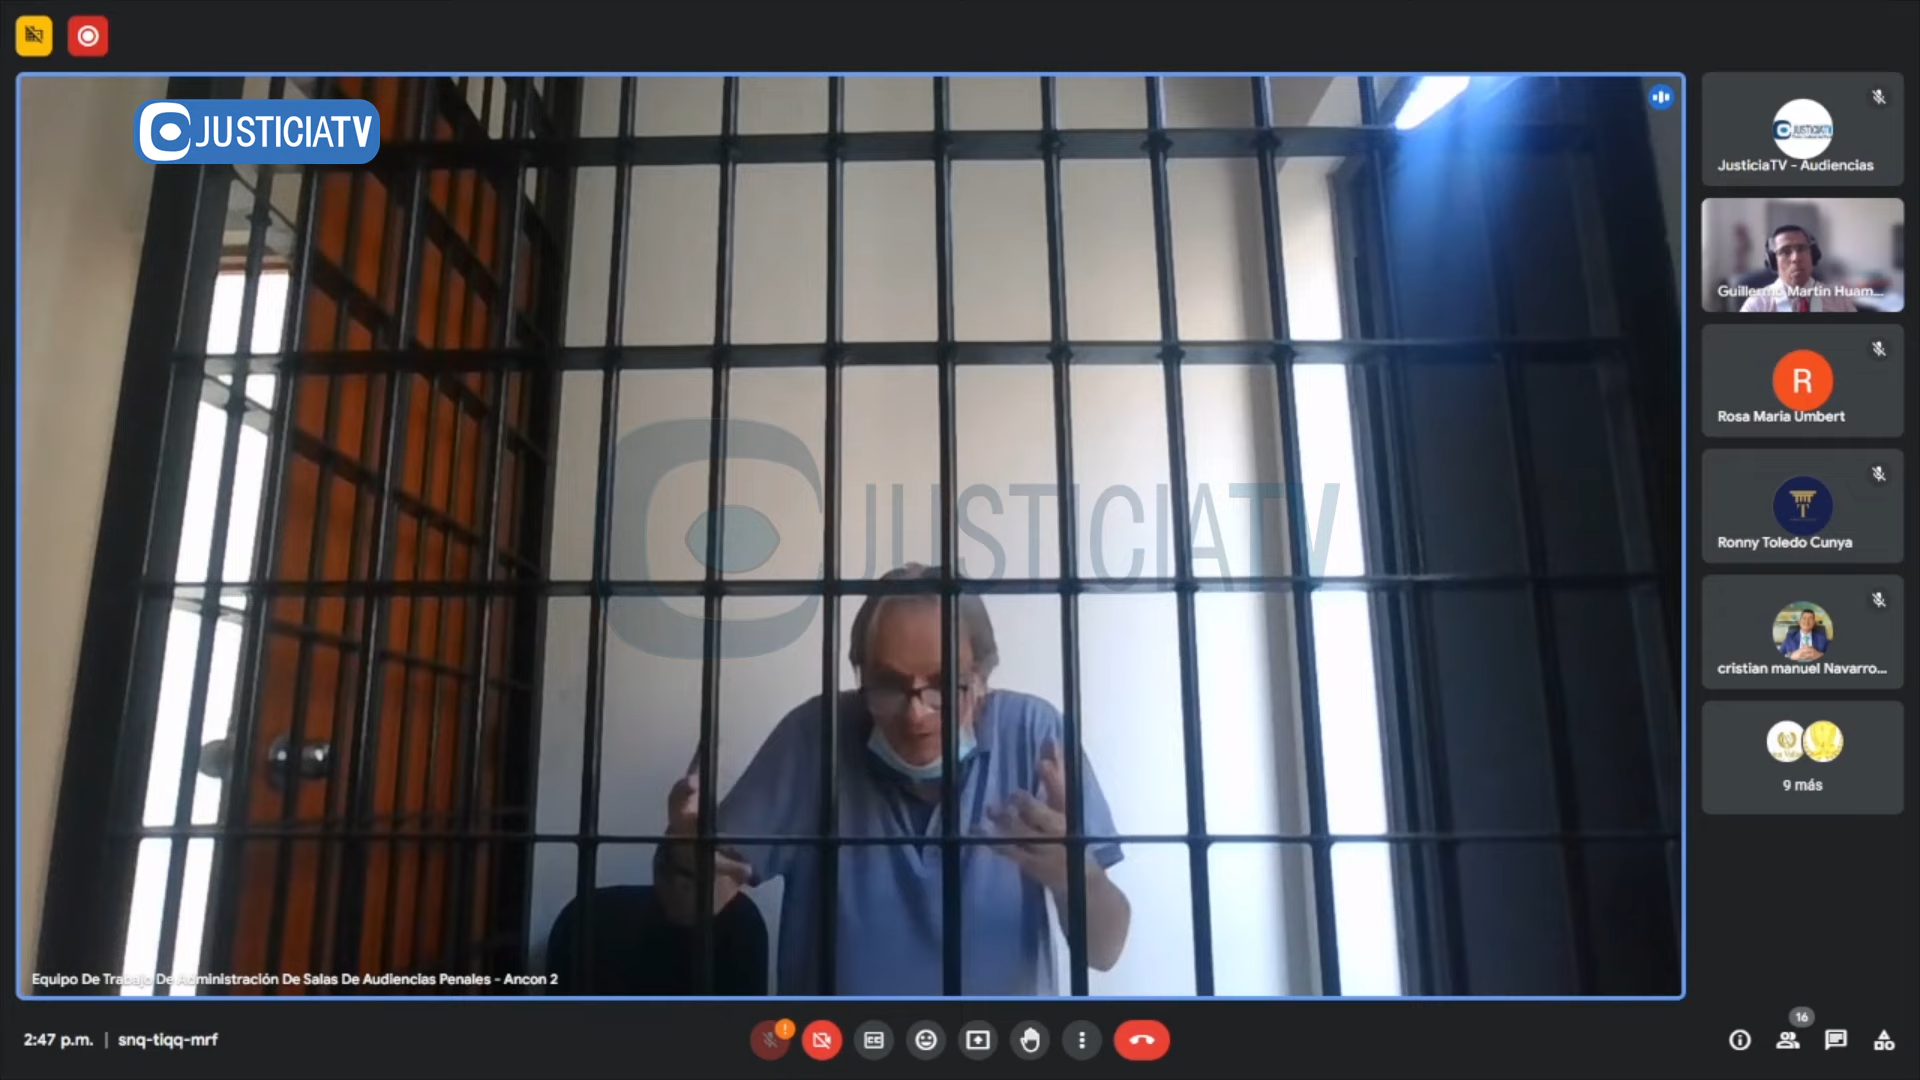 JUSTICIATV
JUSTICIATV
JusticiaTV - Audiencias
Guillermo Martin Huam...
R
Rosa Maria Umbert
Ronny Toledo Cunya
cristian manuel Navarro...
9 más
Equipo De Trabajo De Administración De Salas De Audiencias Penales - Ancon 2
2:47 p.m. | snq-tiqq-mrf
16